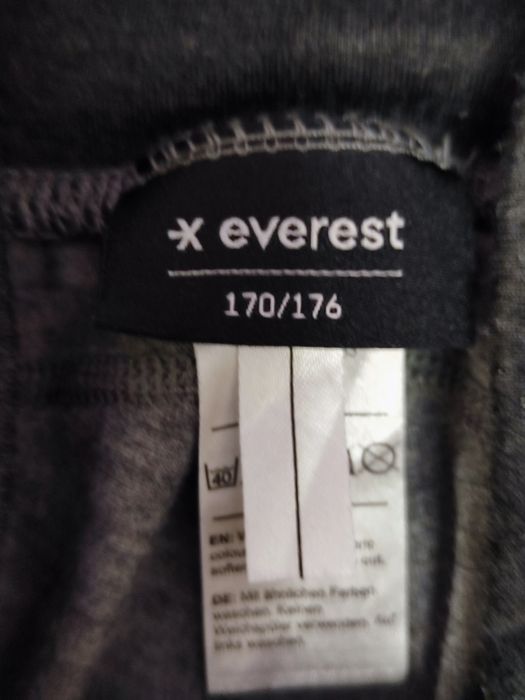 everest
170/176
40
EN:
DE: Mit ähnlichen Farben
waschen. Keinen
Weichspüler verwenden. Auf
links waschen.